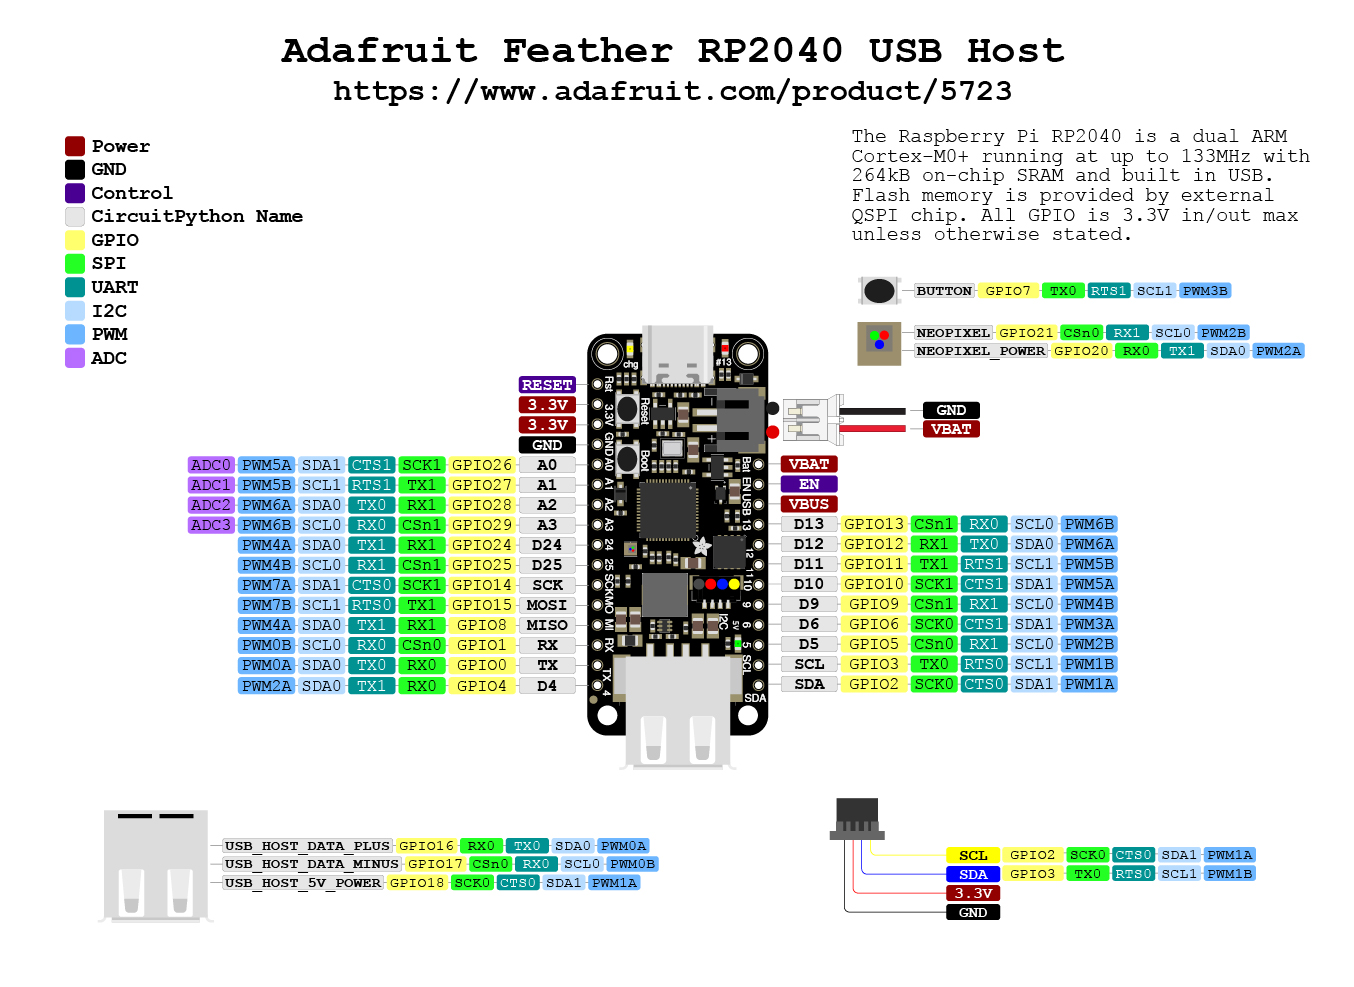 Adafruit Feather RP2040 USB Host
https://www.adafruit.com/product/5723
Power
GND
Control
CircuitPython Name
GPIO
SPI
UART
I2C
PWM
ADC
The Raspberry Pi RP2040 is a dual ARM
Cortex-M0+ running at up to 133MHz with
264kB on-chip SRAM and built in USB.
Flash memory is provided by external
QSPI chip. All GPIO is 3.3V in/out max
unless otherwise stated.
BUTTON GPIO7 TX0 RTS1 SCL1 PWM3B
NEOPIXEL GPIO21 CSn0 RX1 SCL0 PWM2B
NEOPIXEL_POWER GPIO20 RX0 TX1 SDA0 PWM2A
GND
VBAT
RESET
3.3V
3.3V
GND
ADC0 PWM5A SDA1 CTS1 SCK1 GPIO26 A0
ADC1 PWM5B SCL1 RTS1 TX1 GPIO27 A1
ADC2 PWM6A SDA0 TX0 RX1 GPIO28 A2
ADC3 PWM6B SCL0 RX0 CSn1 GPIO29 A3
PWM4A SDA0 TX1 RX1 GPIO24 D24
PWM4B SCL0 RX1 CSn1 GPIO25 D25
PWM7A SDA1 CTS0 SCK1 GPIO14 SCK
PWM7B SCL1 RTS0 TX1 GPIO15 MOSI
PWM4A SDA0 TX1 RX1 GPIO8 MISO
PWM0B SCL0 RX0 CSn0 GPIO1 RX
PWM0A SDA0 TX0 RX0 GPIO0 TX
PWM2A SDA0 TX1 RX0 GPIO4 D4
chg
#13
Rst
3.3V
GND
A0
A1
A2
A3
24
25
SCK
MO
MI
RX
TX
4
Reset
Boot
I2C
5V
Bat
EN
USB
13
12
11
10
9
6
5
SCL
SDA
VBAT
EN
VBUS
D13 GPIO13 CSn1 RX0 SCL0 PWM6B
D12 GPIO12 RX1 TX0 SDA0 PWM6A
D11 GPIO11 TX1 RTS1 SCL1 PWM5B
D10 GPIO10 SCK1 CTS1 SDA1 PWM5A
D9 GPIO9 CSn1 RX1 SCL0 PWM4B
D6 GPIO6 SCK0 CTS1 SDA1 PWM3A
D5 GPIO5 CSn0 RX1 SCL0 PWM2B
SCL GPIO3 TX0 RTS0 SCL1 PWM1B
SDA GPIO2 SCK0 CTS0 SDA1 PWM1A
USB_HOST_DATA_PLUS GPIO16 RX0 TX0 SDA0 PWM0A
USB_HOST_DATA_MINUS GPIO17 CSn0 RX0 SCL0 PWM0B
USB_HOST_5V_POWER GPIO18 SCK0 CTS0 SDA1 PWM1A
SCL GPIO2 SCK0 CTS0 SDA1 PWM1A
SDA GPIO3 TX0 RTS0 SCL1 PWM1B
3.3V
GND